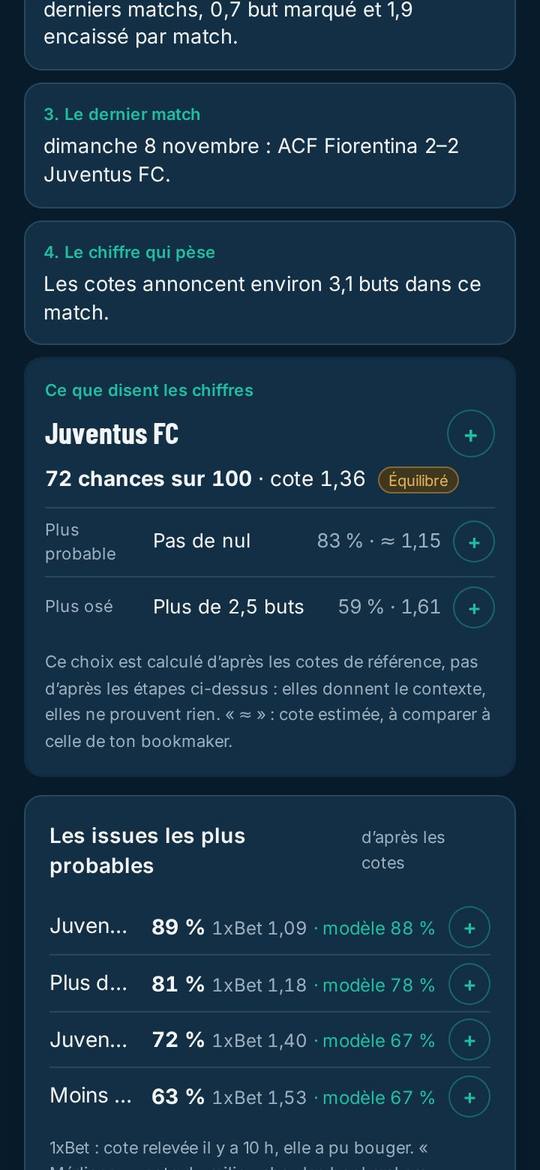 derniers matchs, 0,7 but marqué et 1,9
encaissé par match.
3. Le dernier match
dimanche 8 novembre : ACF Fiorentina 2–2
Juventus FC.
4. Le chiffre qui pèse
Les cotes annoncent environ 3,1 buts dans ce
match.
Ce que disent les chiffres
Juventus FC
+
72 chances sur 100 · cote 1,36 Équilibré
Plus
probable
Pas de nul 83 % · ≈ 1,15 +
Plus osé Plus de 2,5 buts 59 % · 1,61 +
Ce choix est calculé d’après les cotes de référence, pas
d’après les étapes ci-dessus : elles donnent le contexte,
elles ne prouvent rien. « ≈ » : cote estimée, à comparer à
celle de ton bookmaker.
Les issues les plus
probables
d’après les
cotes
Juven... 89 % 1xBet 1,09 · modèle 88 % +
Plus d... 81 % 1xBet 1,18 · modèle 78 % +
Juven... 72 % 1xBet 1,40 · modèle 67 % +
Moins ... 63 % 1xBet 1,53 · modèle 67 % +
1xBet : cote relevée il y a 10 h, elle a pu bouger. «